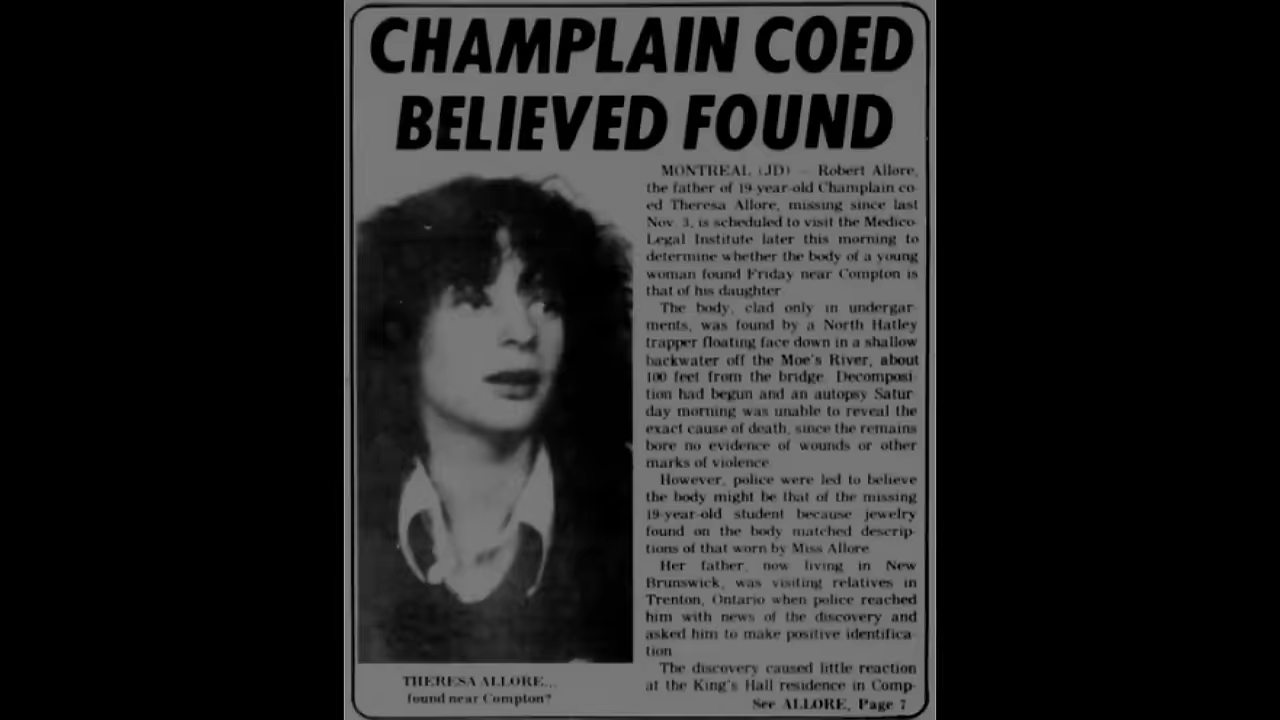 CHAMPLAIN COED
BELIEVED FOUND
MONTREAL (JD) — Robert Allore,
the father of 19-year-old Champlain co-
ed Theresa Allore, missing since last
Nov. 3, is scheduled to visit the Medico-
Legal Institute later this morning to
determine whether the body of a young
woman found Friday near Compton is
that of his daughter.
The body, clad only in undergar-
ments, was found by a North Hatley
trapper floating face down in a shallow
backwater off the Moe's River, about
100 feet from the bridge. Decomposi-
tion had begun and an autopsy Satur-
day morning was unable to reveal the
exact cause of death, since the remains
bore no evidence of wounds or other
marks of violence.
However, police were led to believe
the body might be that of the missing
19-year-old student because jewelry
found on the body matched descrip-
tions of that worn by Miss Allore.
Her father, now living in New
Brunswick, was visiting relatives in
Trenton, Ontario when police reached
him with news of the discovery and
asked him to make positive identifica-
tion.
The discovery caused little reaction
at the King's Hall residence in Comp-
See ALLORE, Page 7
THERESA ALLORE...
found near Compton?